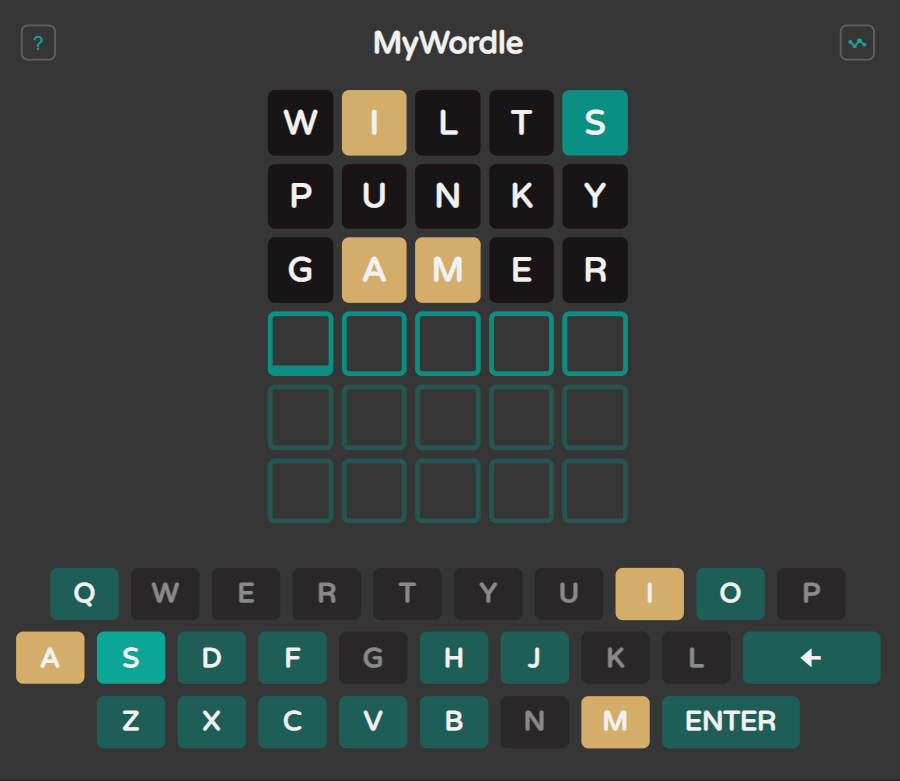 ?
MyWordle
W I L T S
P U N K Y
G A M E R
Q W E R T Y U I O P
A S D F G H J K L
Z X C V B N M ENTER